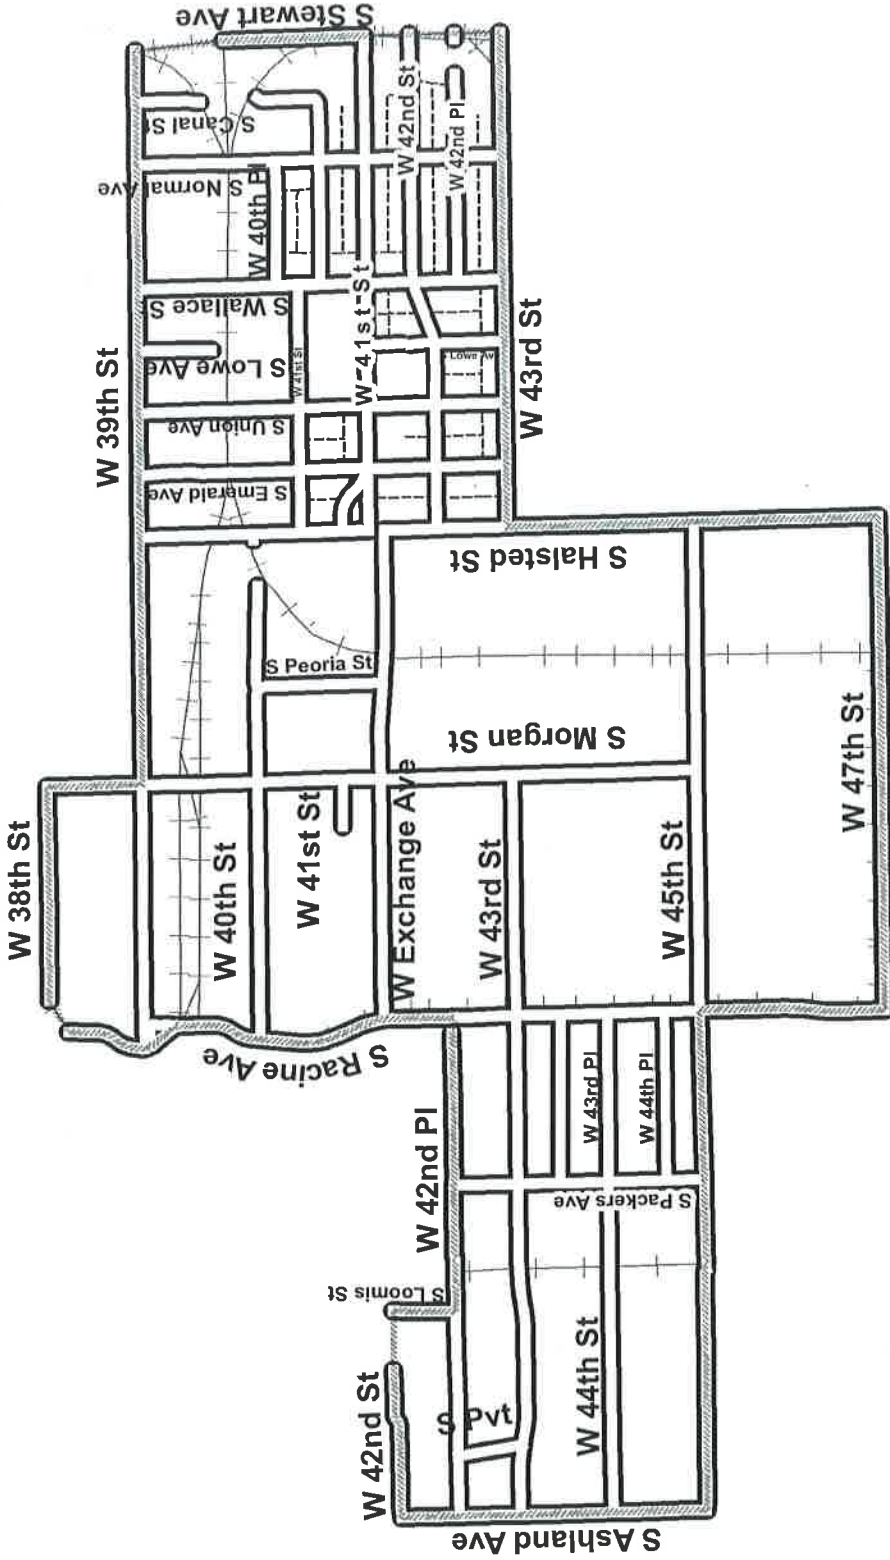 S Stewart Ave
S Canal St
S Normal Ave
W 40th Pl
W 42nd St
W 42nd Pl
S Wallace St
W 41st St
S Lowe Ave
W 41st St
S Lowe Av
W 39th St
W 43rd St
S Union Ave
S Emerald Ave
S Halsted St
S Peoria St
S Morgan St
W 38th St
W 40th St
W 41st St
W Exchange Ave
W 43rd St
W 45th St
W 47th St
S Racine Ave
W 42nd Pl
W 43rd Pl
W 44th Pl
S Packers Ave
S Loomis St
W 42nd St
S Pvt
W 44th St
S Ashland Ave